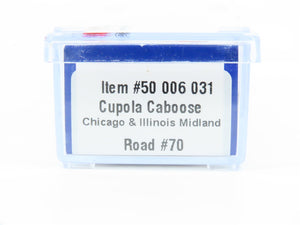 Item #50 006 031
Cupola Caboose
Chicago & Illinois Midland
Road #70